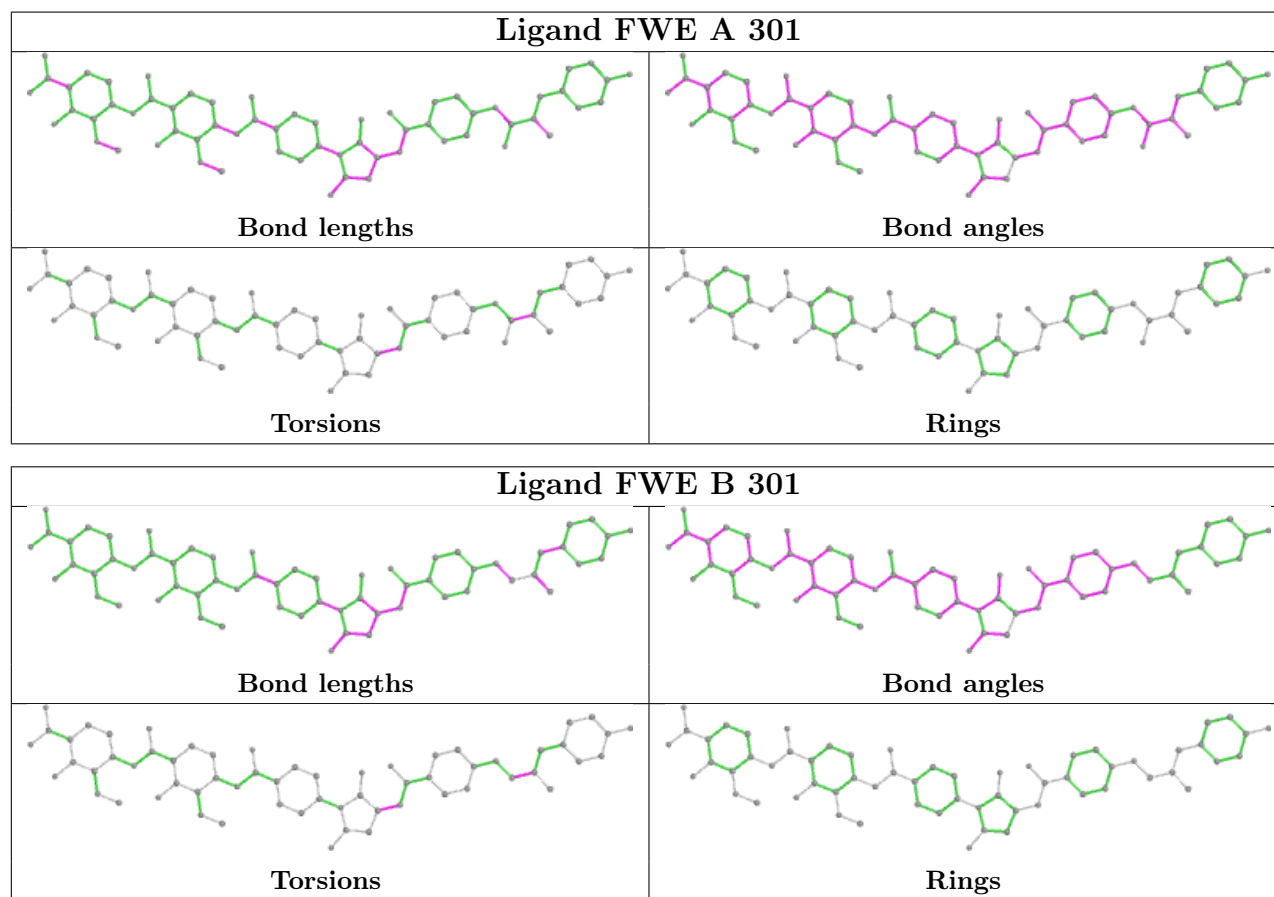 Ligand FWE A 301
Bond lengths
Bond angles
Torsions
Rings
Ligand FWE B 301
Bond lengths
Bond angles
Torsions
Rings